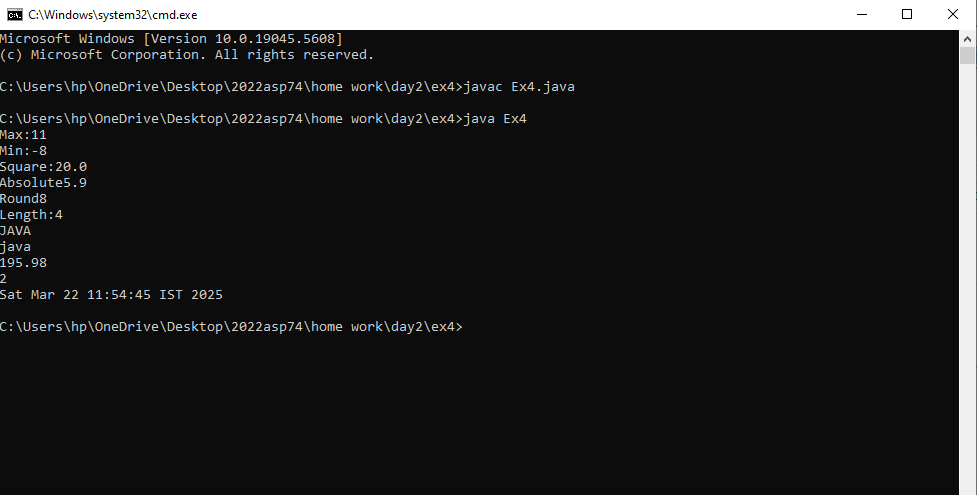 C:\Windows\system32\cmd.exe
Microsoft Windows [Version 10.0.19045.5608]
(c) Microsoft Corporation. All rights reserved.
C:\Users\hp\OneDrive\Desktop\2022asp74\home work\day2\ex4>javac Ex4.java
C:\Users\hp\OneDrive\Desktop\2022asp74\home work\day2\ex4>java Ex4
Max:11
Min:-8
Square:20.0
Absolute5.9
Round8
Length:4
JAVA
java
195.98
2
Sat Mar 22 11:54:45 IST 2025
C:\Users\hp\OneDrive\Desktop\2022asp74\home work\day2\ex4>